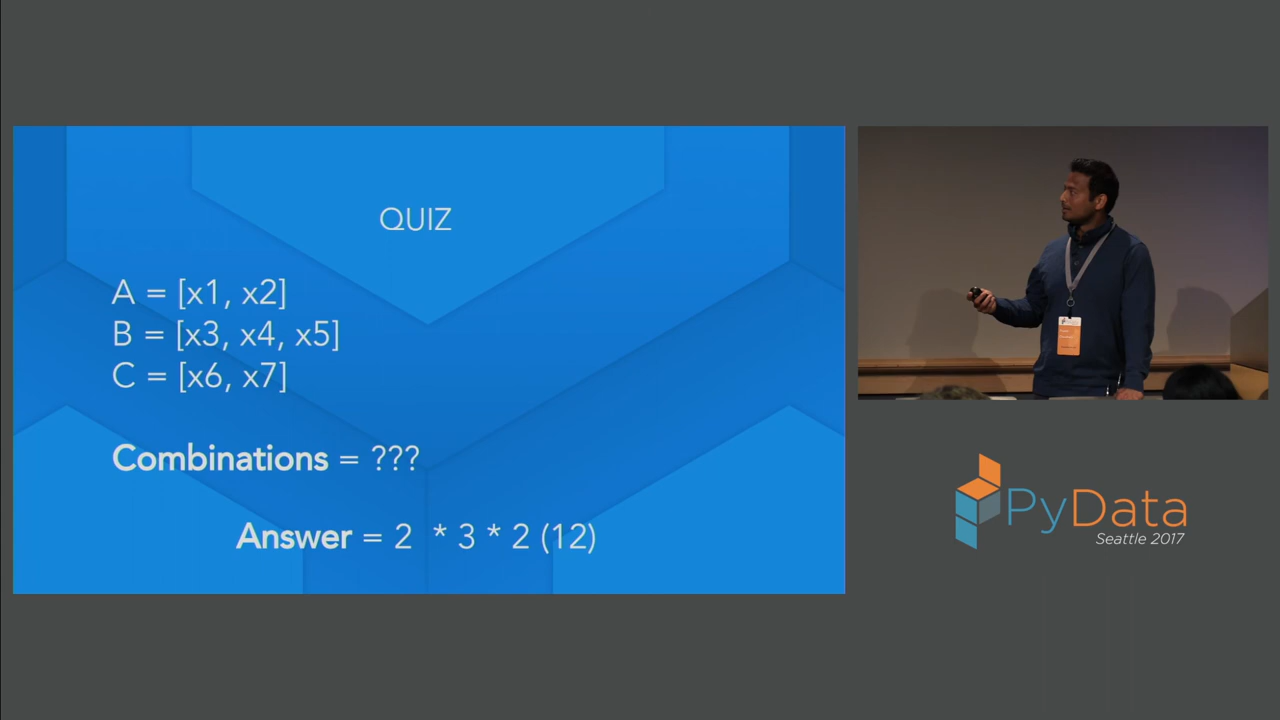 QUIZ
A = [x1, x2]
B = [x3, x4, x5]
C = [x6, x7]
Combinations = ???
Answer = 2 * 3 * 2 (12)
PyData
Seattle 2017